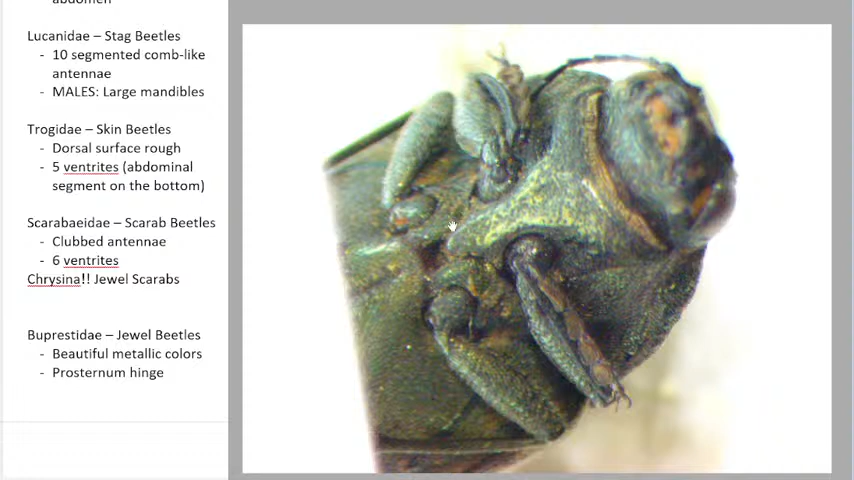 abdomen
Lucanidae – Stag Beetles
- 10 segmented comb-like
antennae
- MALES: Large mandibles
Trogidae – Skin Beetles
- Dorsal surface rough
- 5 ventrites (abdominal
segment on the bottom)
Scarabaeidae – Scarab Beetles
- Clubbed antennae
- 6 ventrites
Chrysina!! Jewel Scarabs
Buprestidae – Jewel Beetles
- Beautiful metallic colors
- Prosternum hinge